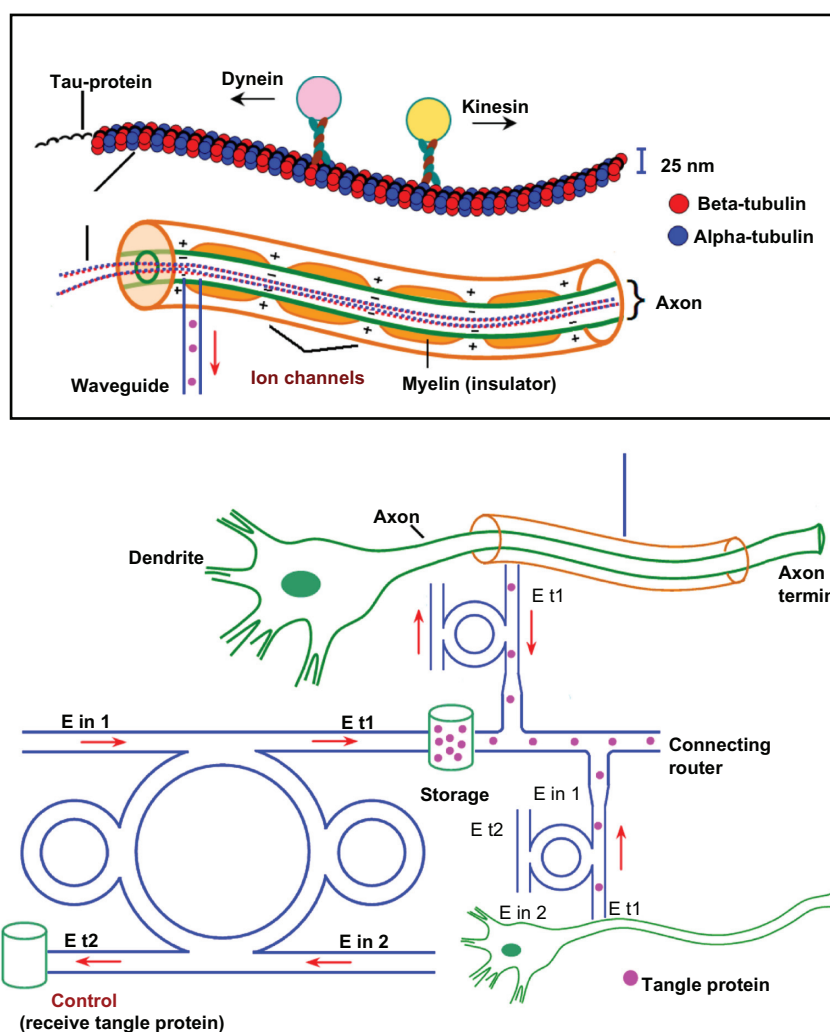 Tau-protein
Dynein
Kinesin
25 nm
Beta-tubulin
Alpha-tubulin
+ + + + + + +
- - - - - -
+ + + + + +
} Axon
Waveguide
Ion channels
Myelin (insulator)
Axon
Dendrite
Axon
termin
E t1
E in 1
E t1
Connecting
router
Storage
E in 1
E t2
E in 2
E t1
E t2
E in 2
Tangle protein
Control
(receive tangle protein)